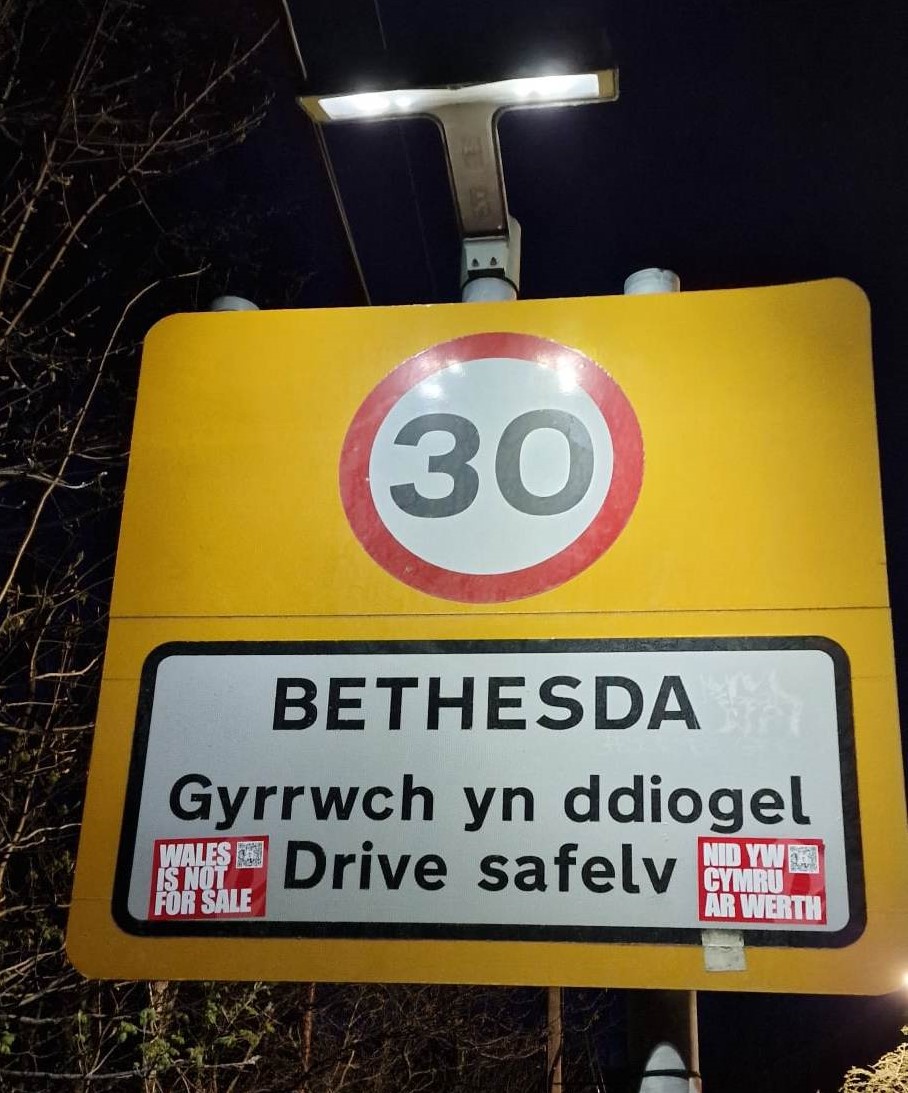 30
BETHESDA
Gyrrwch yn ddiogel
Drive safelv
WALES
IS NOT
FOR SALE
NID YW
CYMRU
AR WERTH